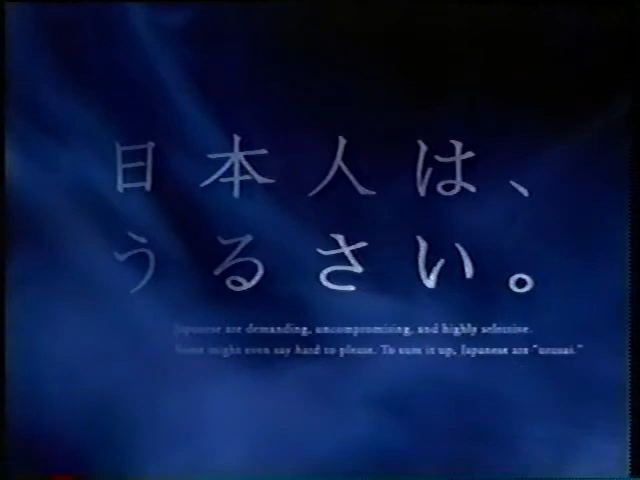 日本人は、
うるさい。
Japanese are demanding, uncompromising, and highly selective.
Some might even say hard to please. To sum it up, Japanese are "urusai."